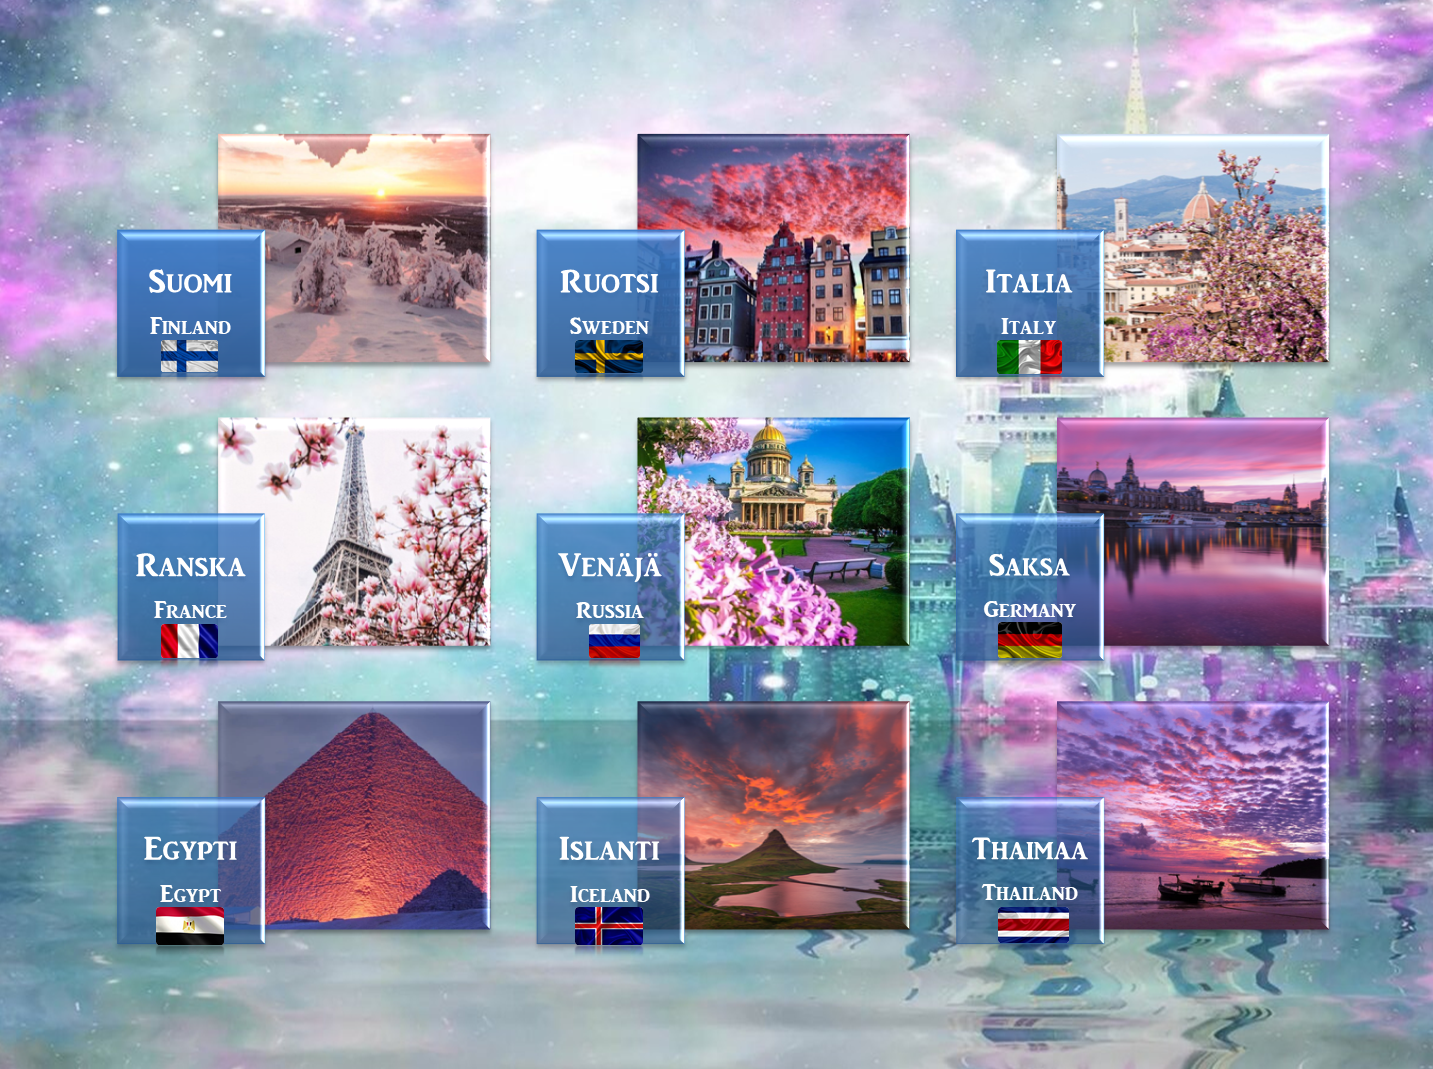 Suomi
Finland
Ruotsi
Sweden
Italia
Italy
Ranska
France
Venäjä
Russia
Saksa
Germany
Egypti
Egypt
Islanti
Iceland
Thaimaa
Thailand